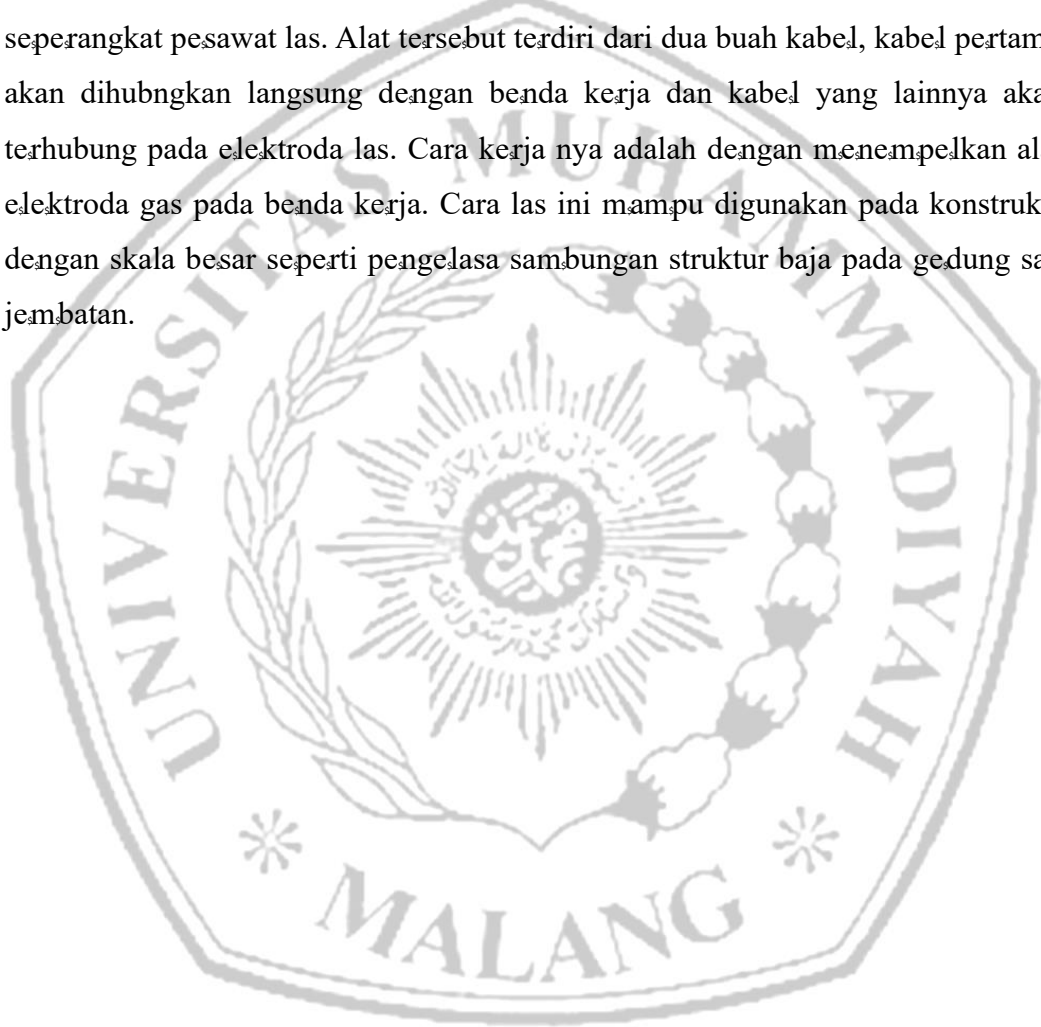 seperangkat pesawat las. Alat tersebut terdiri dari dua buah kabel, kabel pertam
akan dihubngkan langsung dengan benda kerja dan kabel yang lainnya aka
terhubung pada elektroda las. Cara kerja nya adalah dengan menempelkan al
elektroda gas pada benda kerja. Cara las ini mampu digunakan pada konstruk
dengan skala besar seperti pengelasa sambungan struktur baja pada gedung sa
jembatan.
UNIVERSITAS MUHAMMADIYAH
MALANG